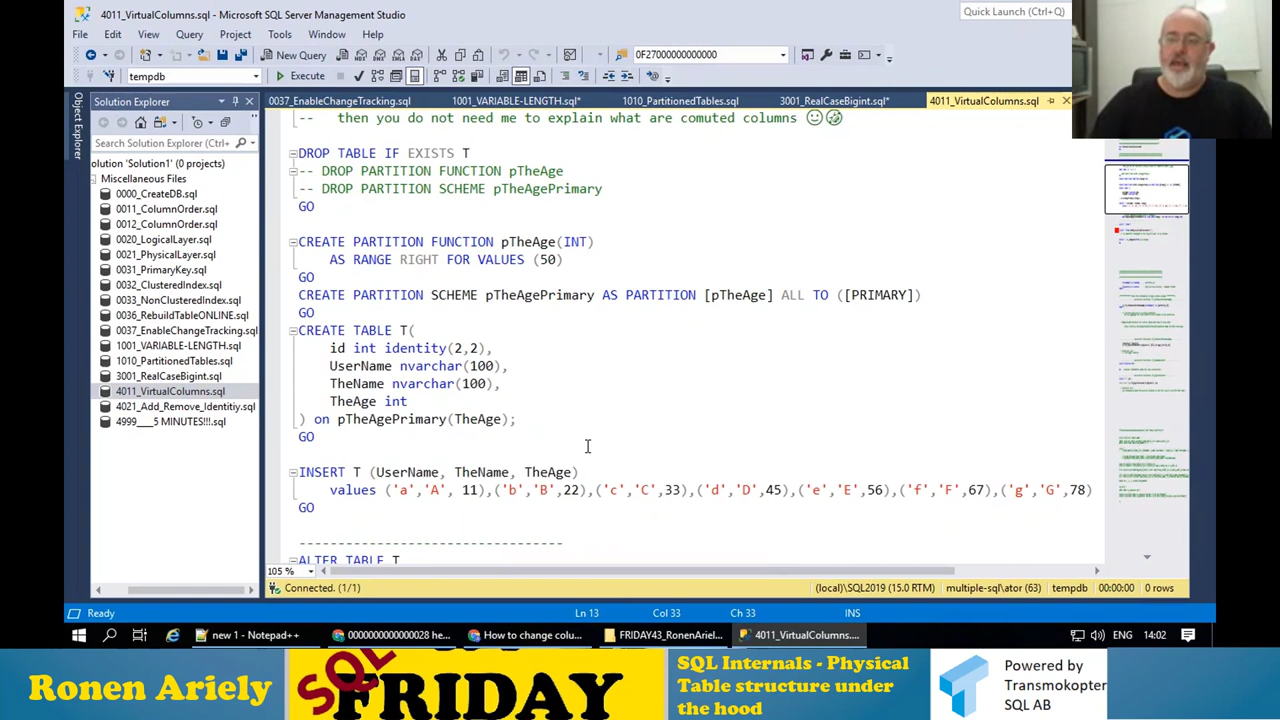 4011_VirtualColumns.sql - Microsoft SQL Server Management Studio
Quick Launch (Ctrl+Q)
File Edit View Query Project Tools Window Help
New Query
0F27000000000000
tempdb
Execute
Object Explorer
Solution Explorer
Search Solution Explorer (Ctrl+
olution 'Solution1' (0 projects)
Miscellaneous Files
0000_CreateDB.sql
0011_ColumnOrder.sql
0012_ColumnOrder.sql
0020_LogicalLayer.sql
0021_PhysicalLayer.sql
0031_PrimaryKey.sql
0032_ClusteredIndex.sql
0033_NonClusteredIndex.sql
0036_RebuildTableONLINE.sql
0037_EnableChangeTracking.sql
1001_VARIABLE-LENGTH.sql
1010_PartitionedTables.sql
3001_RealCaseBigint.sql
4011_VirtualColumns.sql
4021_Add_Remove_Identitiy.sql
4999___5 MINUTES!!!.sql
0037_EnableChangeTracking.sql 1001_VARIABLE-LENGTH.sql* 1010_PartitionedTables.sql 3001_RealCaseBigint.sql* 4011_VirtualColumns.sql
-- then you do not need me to explain what are comuted columns 🙂🤣
DROP TABLE IF EXISTS T
-- DROP PARTITION FUNCTION pTheAge
-- DROP PARTITION SCHEME pTheAgePrimary
GO
CREATE PARTITION FUNCTION pTheAge(INT)
AS RANGE RIGHT FOR VALUES (50)
GO
CREATE PARTITION SCHEME pTheAgePrimary AS PARTITION [pTheAge] ALL TO ([PRIMARY])
GO
CREATE TABLE T(
id int identity(2,2),
UserName nvarchar(100),
TheName nvarchar(100),
TheAge int
) on pTheAgePrimary(TheAge);
GO
INSERT T (UserName, TheName, TheAge)
values ('a','A', 11),('b','B',22),('c','C',33),('d','D',45),('e','E',56),('f','F',67),('g','G',78)
GO
---------------------------------
ALTER TABLE T
105 %
Connected. (1/1)
(local)\SQL2019 (15.0 RTM) multiple-sql\ator (63) tempdb 00:00:00 0 rows
Ready
Ln 13
Col 33
Ch 33
INS
new 1 - Notepad++
000000000000028 he...
How to change colu...
FRIDAY43_RonenAriel...
4011_VirtualColumns....
ENG
14:02
Ronen Ariely
SQL
FRIDAY
SQL Internals - Physical
Table structure under
the hood
Powered by
Transmokopter
SQL AB